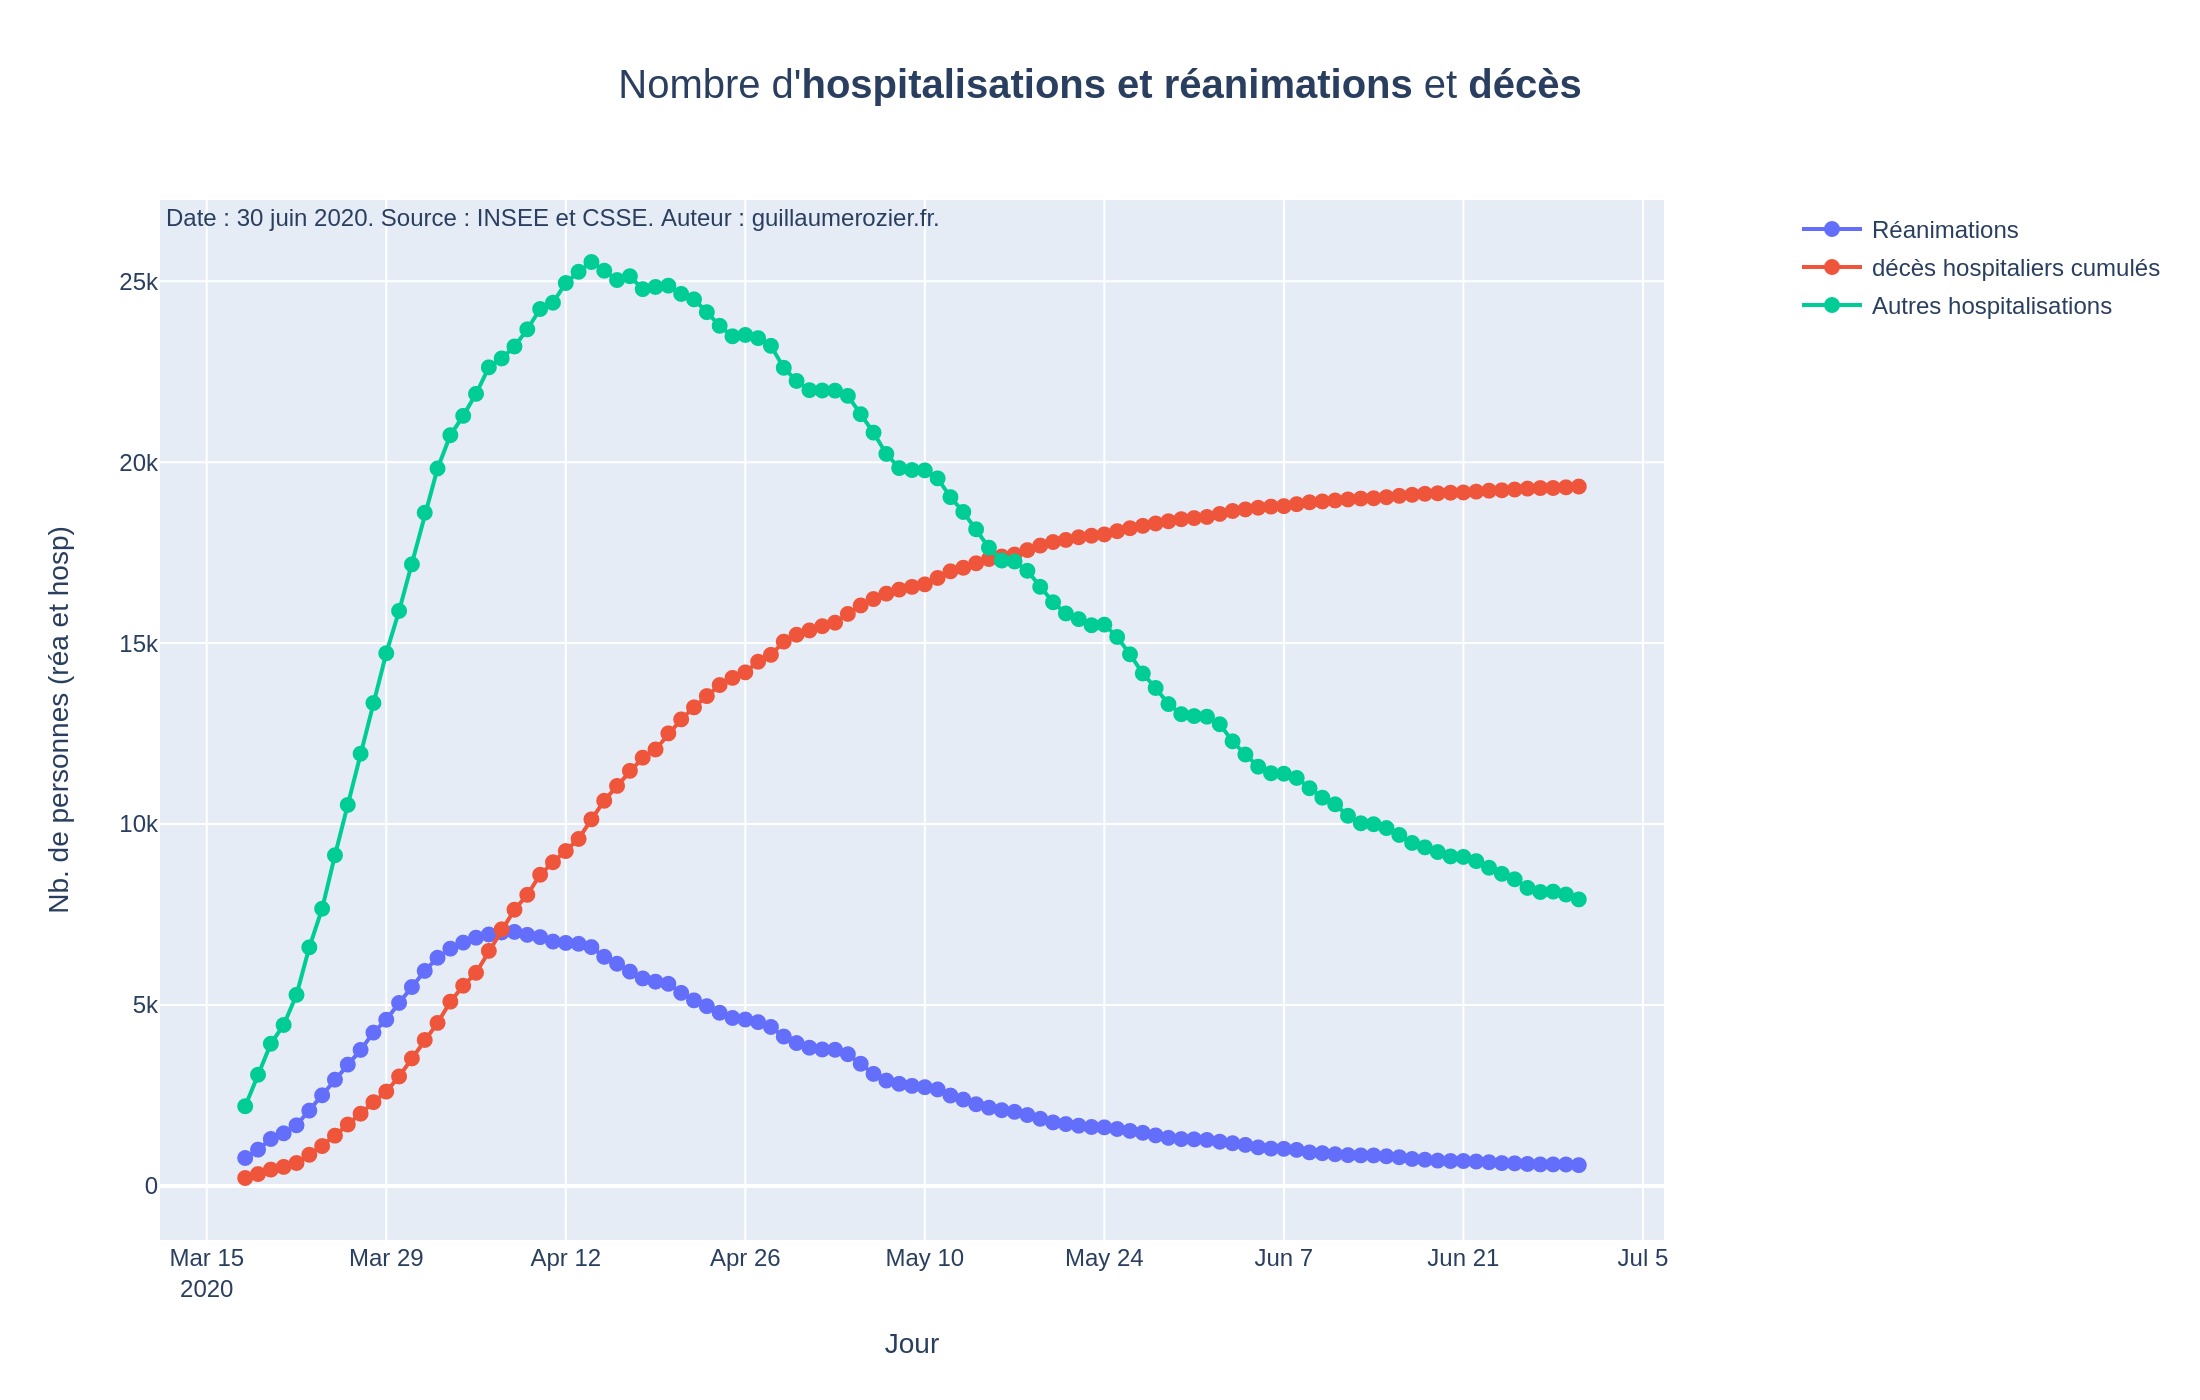 Nombre d'hospitalisations et réanimations et décès
Date : 30 juin 2020. Source : INSEE et CSSE. Auteur : guillaumerozier.fr.
Réanimations
décès hospitaliers cumulés
Autres hospitalisations
Nb. de personnes (réa et hosp)
25k
20k
15k
10k
5k
0
Mar 15 Mar 29 Apr 12 Apr 26 May 10 May 24 Jun 7 Jun 21 Jul 5
2020
Jour